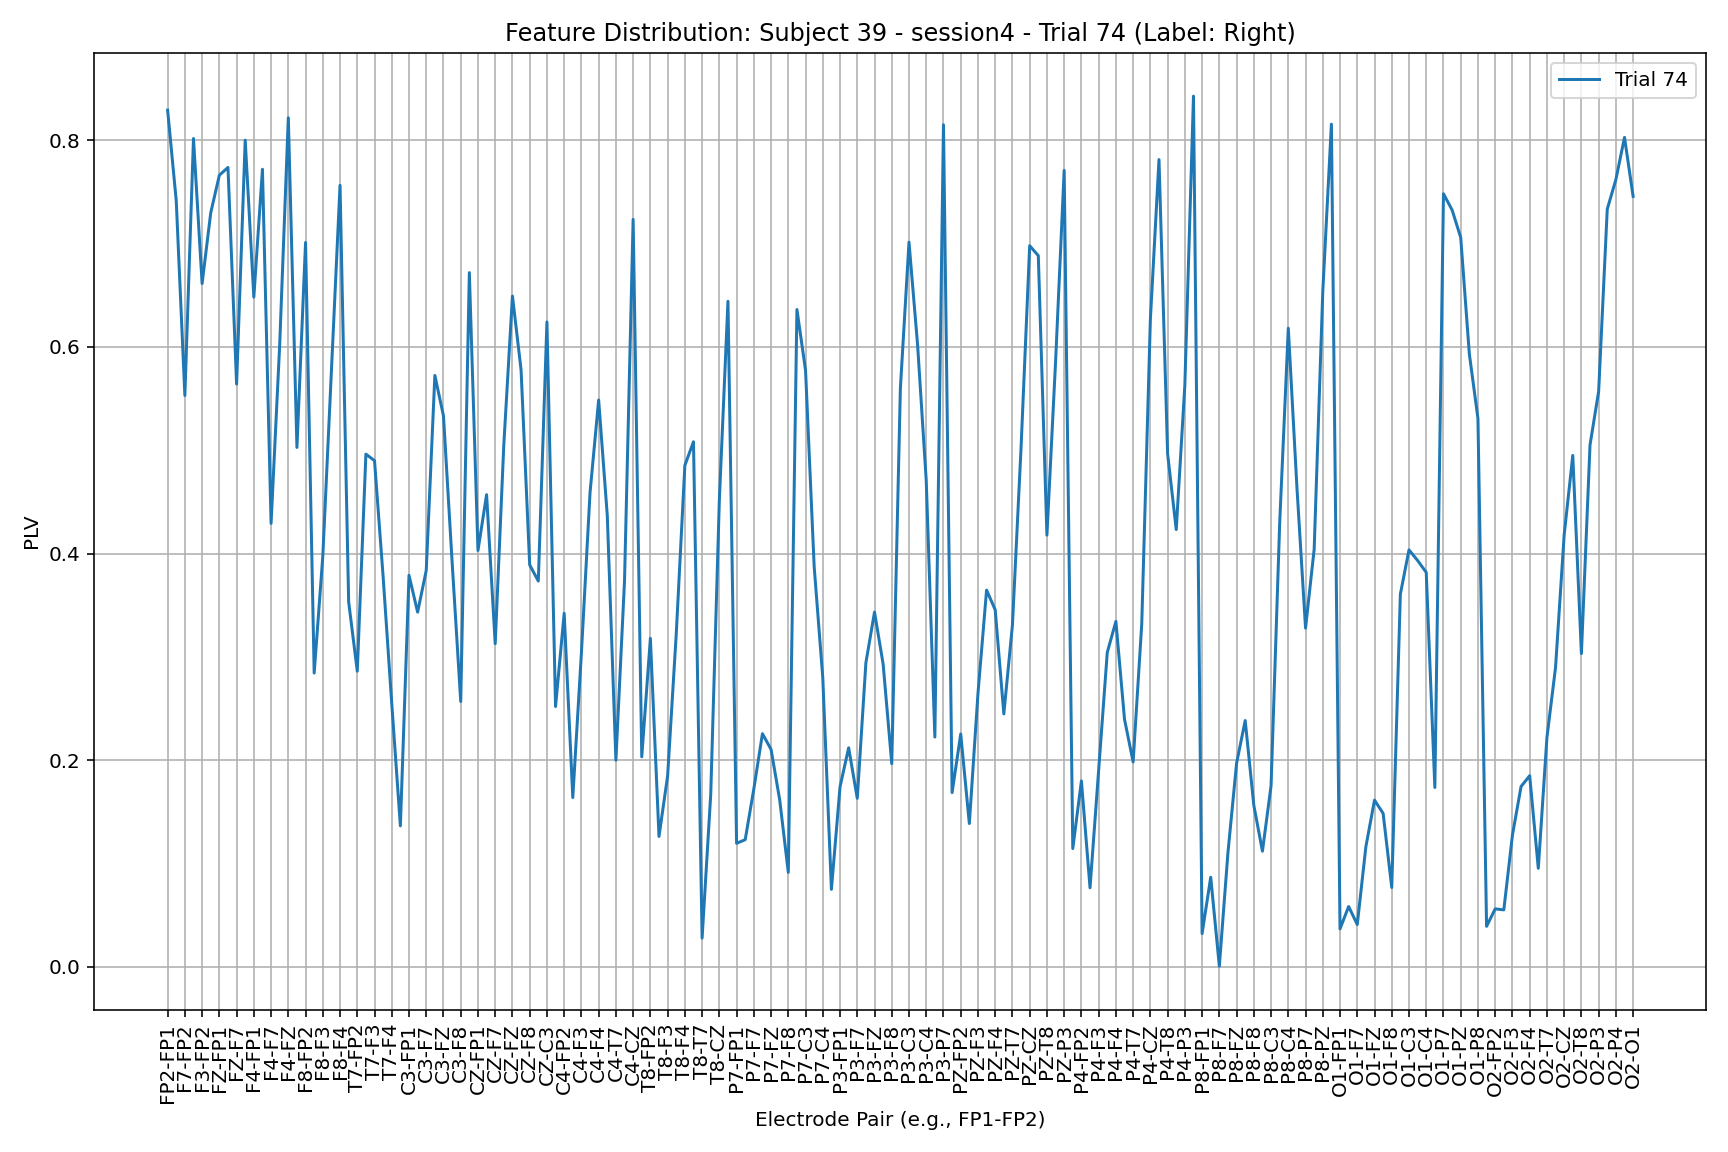 Feature Distribution: Subject 39 - session4 - Trial 74 (Label: Right)
Trial 74
PLV
0.8
0.6
0.4
0.2
0.0
FP2-FP1
F7-FP2
F3-FP2
FZ-FP1
FZ-F7
F4-FP1
F4-F7
F4-FZ
F8-FP2
F8-F3
F8-F4
T7-FP2
T7-F3
T7-F4
C3-FP1
C3-F7
C3-FZ
C3-F8
CZ-FP1
CZ-F7
CZ-FZ
CZ-F8
CZ-C3
C4-FP2
C4-F3
C4-F4
C4-T7
C4-CZ
T8-FP2
T8-F3
T8-F4
T8-T7
T8-CZ
P7-FP1
P7-F7
P7-FZ
P7-F8
P7-C3
P7-C4
P3-FP1
P3-F7
P3-FZ
P3-F8
P3-C3
P3-C4
P3-P7
PZ-FP2
PZ-F3
PZ-F4
PZ-T7
PZ-CZ
PZ-T8
PZ-P3
P4-FP2
P4-F3
P4-F4
P4-T7
P4-CZ
P4-T8
P4-P3
P8-FP1
P8-F7
P8-FZ
P8-F8
P8-C3
P8-C4
P8-P7
P8-PZ
O1-FP1
O1-F7
O1-FZ
O1-F8
O1-C3
O1-C4
O1-P7
O1-PZ
O1-P8
O2-FP2
O2-F3
O2-F4
O2-T7
O2-CZ
O2-T8
O2-P3
O2-P4
O2-O1
Electrode Pair (e.g., FP1-FP2)